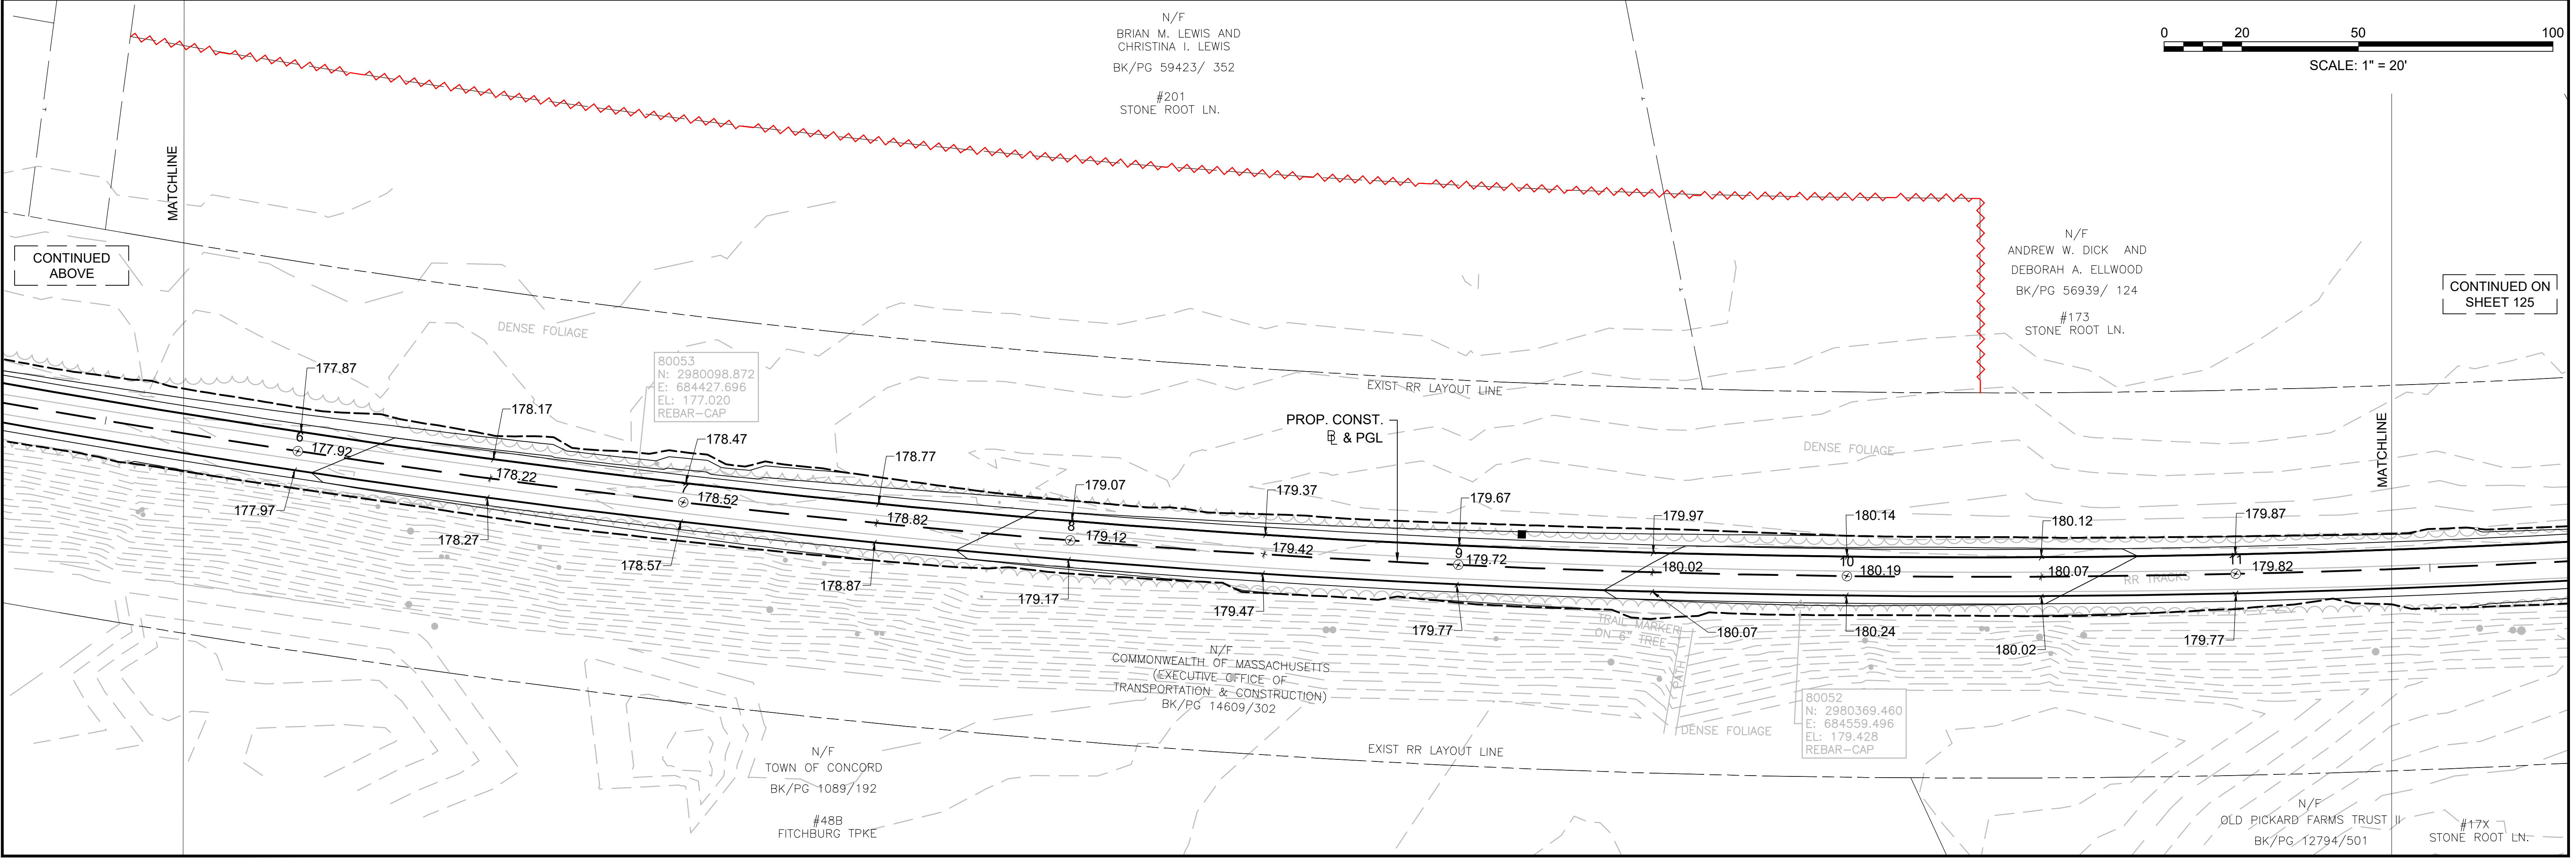 N/F
BRIAN M. LEWIS AND
CHRISTINA I. LEWIS
BK/PG 59423/ 352
#201
STONE ROOT LN.
0 20 50 100
SCALE: 1" = 20'
MATCHLINE
CONTINUED
ABOVE
N/F
ANDREW W. DICK AND
DEBORAH A. ELLWOOD
BK/PG 56939/ 124
#173
STONE ROOT LN.
CONTINUED ON
SHEET 125
DENSE FOLIAGE
80053
N: 2980098.872
E: 684427.696
EL: 177.020
REBAR-CAP
EXIST RR LAYOUT LINE
PROP. CONST.
℄ & PGL
DENSE FOLIAGE
MATCHLINE
177.87
178.17
178.47
178.77
179.07
179.37
179.67
179.97
180.14
180.12
179.87
6
177.92
178.22
7
178.52
178.82
8
179.12
179.42
9
179.72
180.02
10
180.19
180.07
RR TRACKS
11
179.82
177.97
178.27
178.57
178.87
179.17
179.47
179.77
180.07
180.24
180.02
179.77
TRAIL MARKER
ON 6" TREE
PATH
N/F
COMMONWEALTH OF MASSACHUSETTS
(EXECUTIVE OFFICE OF
TRANSPORTATION & CONSTRUCTION)
BK/PG 14609/302
80052
N: 2980369.460
E: 684559.496
EL: 179.428
REBAR-CAP
DENSE FOLIAGE
EXIST RR LAYOUT LINE
N/F
TOWN OF CONCORD
BK/PG 1089/192
#48B
FITCHBURG TPKE
N/F
OLD PICKARD FARMS TRUST II
BK/PG 12794/501
#17X
STONE ROOT LN.